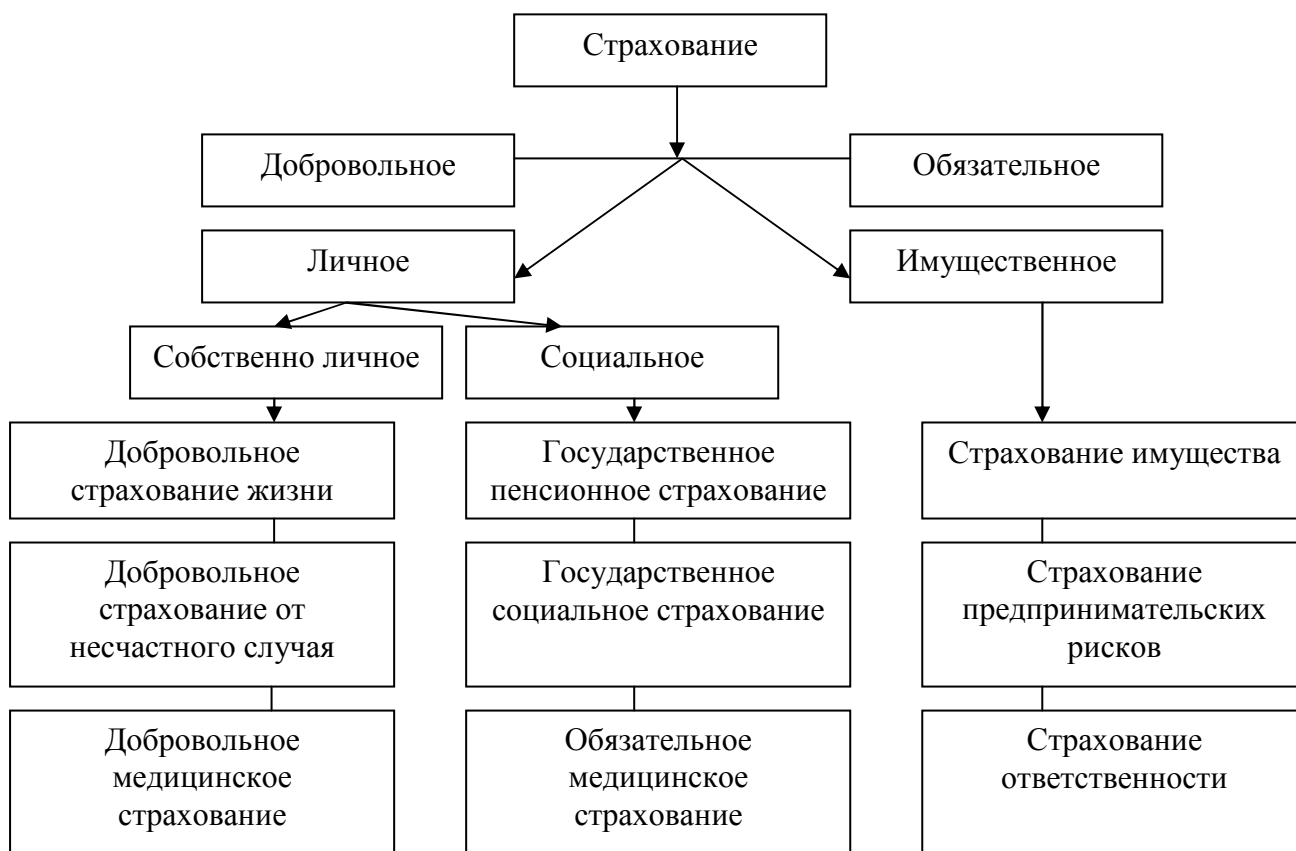 Страхование
Добровольное
Обязательное
Личное
Имущественное
Собственно личное
Социальное
Добровольное
страхование жизни
Государственное
пенсионное страхование
Страхование имущества
Добровольное
страхование от
несчастного случая
Государственное
социальное страхование
Страхование
предпринимательских
рисков
Добровольное
медицинское
страхование
Обязательное
медицинское
страхование
Страхование
ответственности